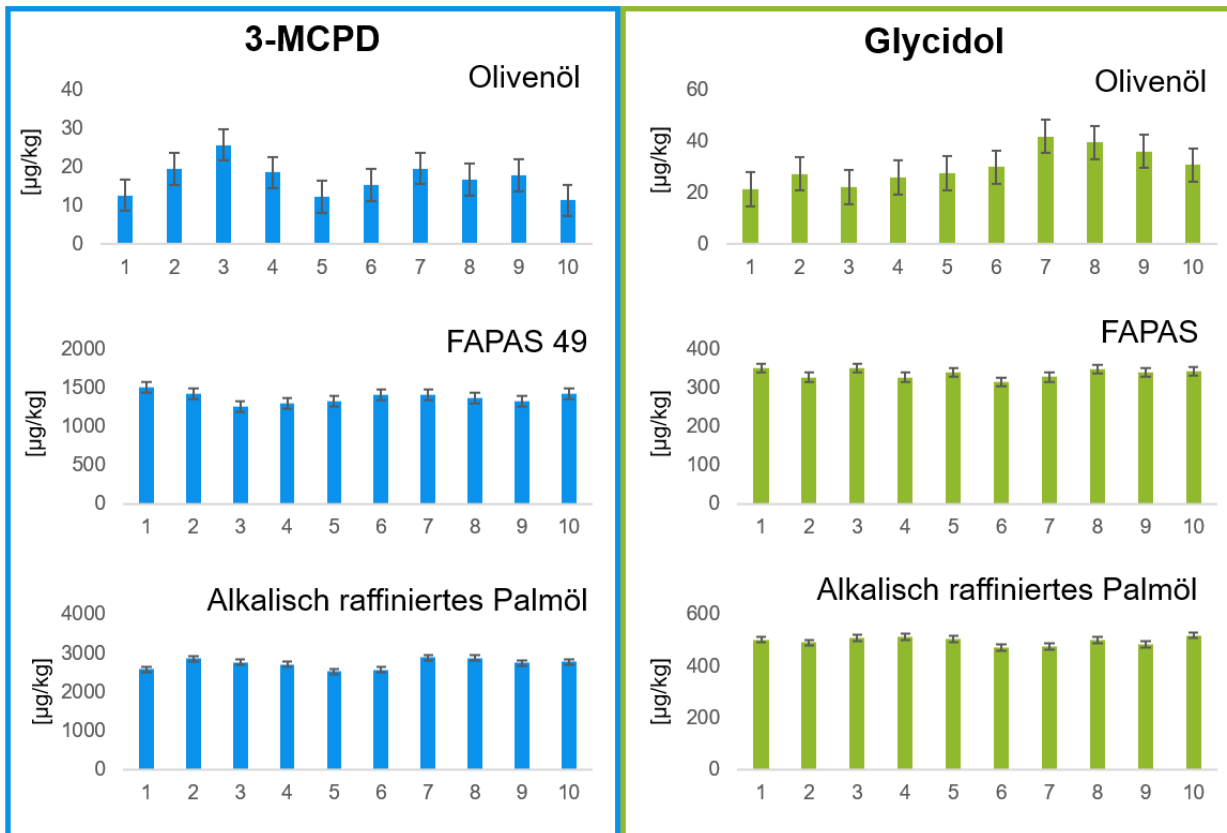 3-MCPD
Olivenöl
[µg/kg]
40
30
20
10
0
1 2 3 4 5 6 7 8 9 10
FAPAS 49
[µg/kg]
2000
1500
1000
500
0
1 2 3 4 5 6 7 8 9 10
Alkalisch raffiniertes Palmöl
[µg/kg]
4000
3000
2000
1000
0
1 2 3 4 5 6 7 8 9 10
Glycidol
Olivenöl
[µg/kg]
60
40
20
0
1 2 3 4 5 6 7 8 9 10
FAPAS
[µg/kg]
400
300
200
100
0
1 2 3 4 5 6 7 8 9 10
Alkalisch raffiniertes Palmöl
[µg/kg]
600
400
200
0
1 2 3 4 5 6 7 8 9 10